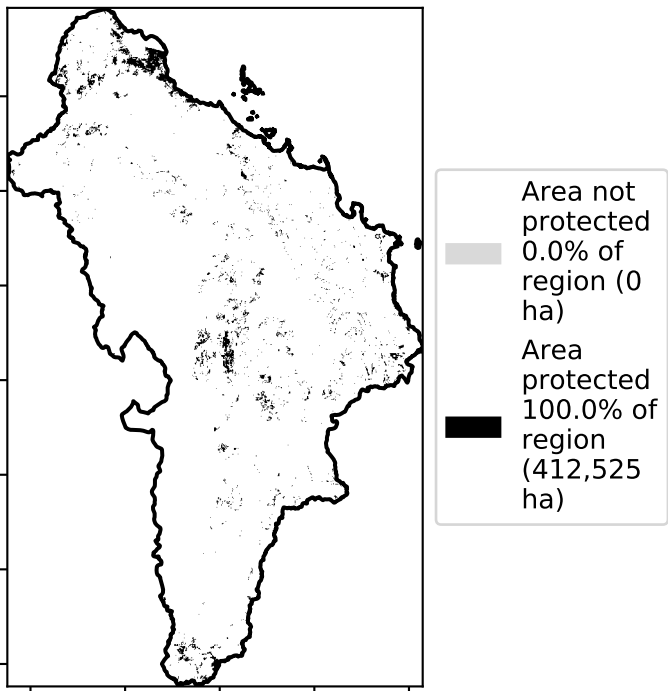 Area not
protected
0.0% of
region (0
ha)
Area
protected
100.0% of
region
(412,525
ha)